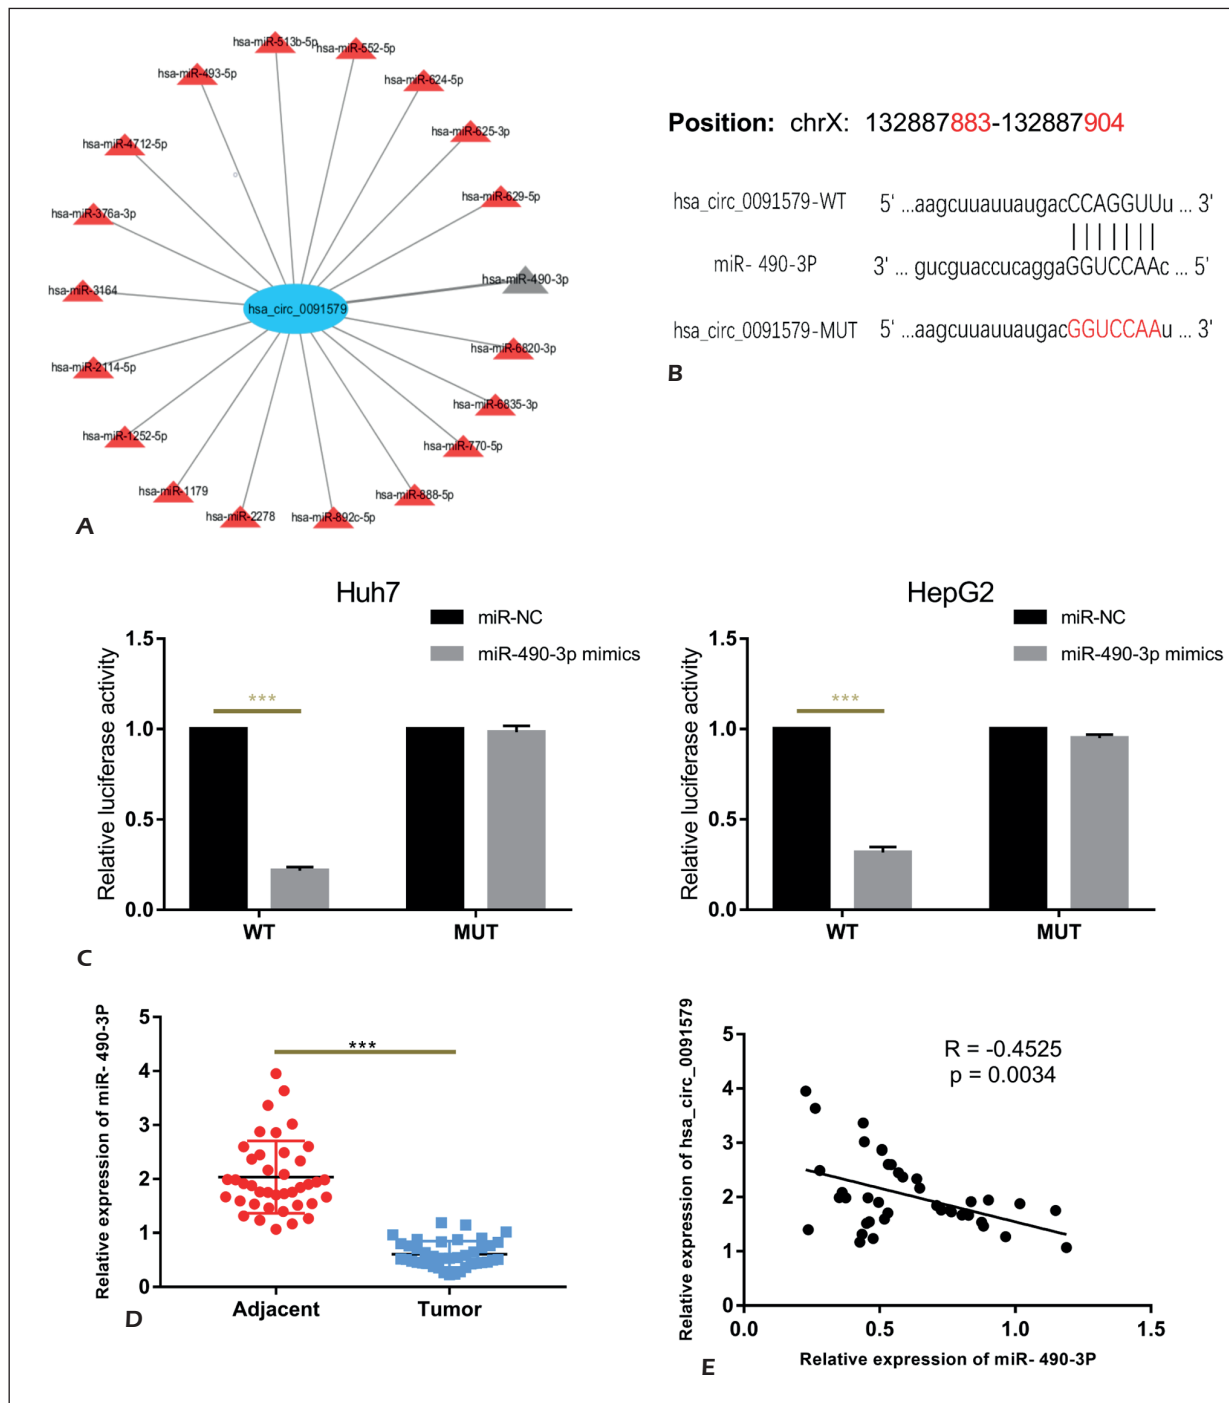 hsa-miR-513b-5p
hsa-miR-552-5p
hsa-miR-493-5p
hsa-miR-624-5p
hsa-miR-4712-5p
hsa-miR-625-3p
hsa-miR-376a-3p
hsa-miR-629-5p
hsa-miR-3164
hsa-miR-490-3p
hsa_circ_0091579
hsa-miR-2114-5p
hsa-miR-6820-3p
hsa-miR-1252-5p
hsa-miR-6835-3p
hsa-miR-770-5p
hsa-miR-1179
hsa-miR-888-5p
hsa-miR-2278
hsa-miR-892c-5p
A
Position: chrX: 132887883-132887904
hsa_circ_0091579-WT 5' ...aagcuuauuaugacCCAGGUUu ... 3'
miR- 490-3P 3' ... gucguaccucaggaGGUCCAAc ... 5'
hsa_circ_0091579-MUT 5' ...aagcuuauuaugacGGUCCAAu ... 3'
B
Huh7
miR-NC
miR-490-3p mimics
Relative luciferase activity
1.5
1.0
0.5
0.0
***
WT
MUT
HepG2
miR-NC
miR-490-3p mimics
Relative luciferase activity
1.5
1.0
0.5
0.0
***
WT
MUT
C
Relative expression of miR- 490-3P
5
4
3
2
1
0
***
Adjacent
Tumor
D
Relative expression of hsa_circ_0091579
5
4
3
2
1
0
R = -0.4525
p = 0.0034
0.0
0.5
1.0
1.5
Relative expression of miR- 490-3P
E